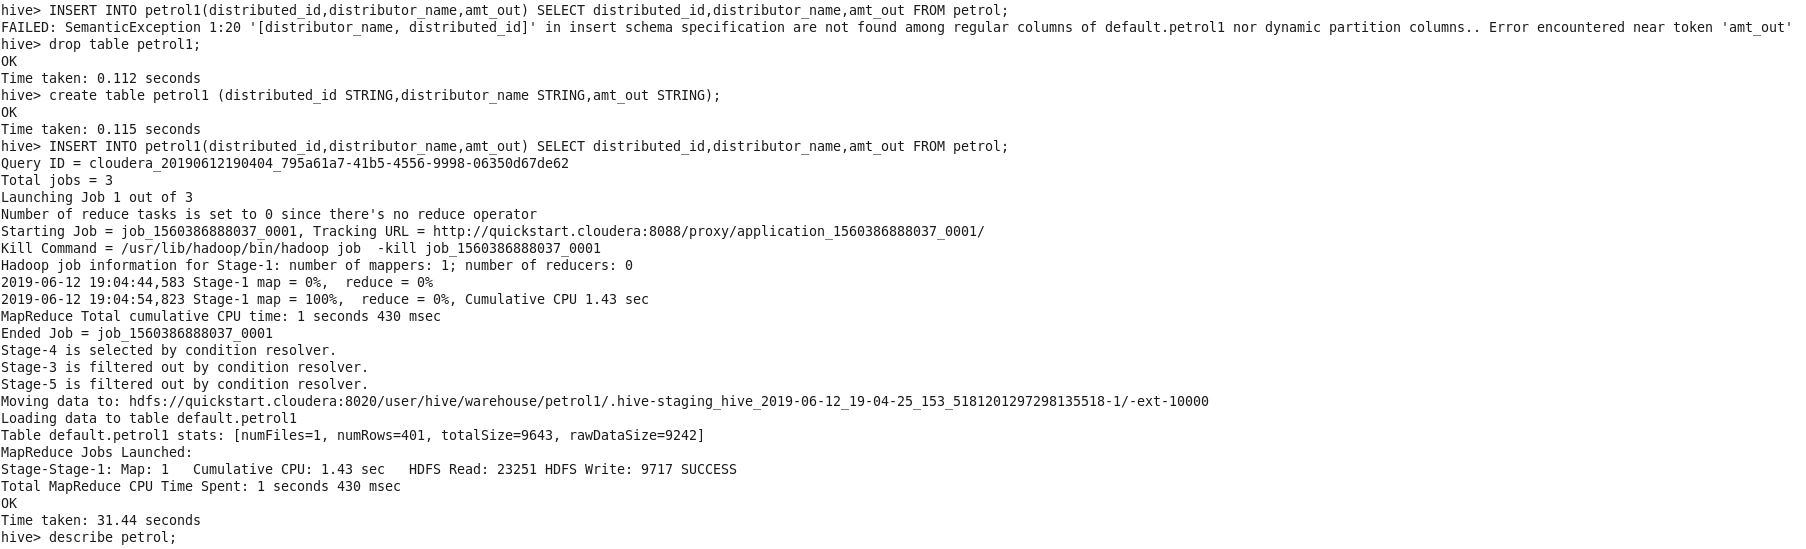 hive> INSERT INTO petrol1(distributed_id,distributor_name,amt_out) SELECT distributed_id,distributor_name,amt_out FROM petrol;
FAILED: SemanticException 1:20 '[distributor_name, distributed_id]' in insert schema specification are not found among regular columns of default.petrol1 nor dynamic partition columns.. Error encountered near token 'amt_out'
hive> drop table petrol1;
OK
Time taken: 0.112 seconds
hive> create table petrol1 (distributed_id STRING,distributor_name STRING,amt_out STRING);
OK
Time taken: 0.115 seconds
hive> INSERT INTO petrol1(distributed_id,distributor_name,amt_out) SELECT distributed_id,distributor_name,amt_out FROM petrol;
Query ID = cloudera_20190612190404_795a61a7-41b5-4556-9998-06350d67de62
Total jobs = 3
Launching Job 1 out of 3
Number of reduce tasks is set to 0 since there's no reduce operator
Starting Job = job_1560386888037_0001, Tracking URL = http://quickstart.cloudera:8088/proxy/application_1560386888037_0001/
Kill Command = /usr/lib/hadoop/bin/hadoop job  -kill job_1560386888037_0001
Hadoop job information for Stage-1: number of mappers: 1; number of reducers: 0
2019-06-12 19:04:44,583 Stage-1 map = 0%,  reduce = 0%
2019-06-12 19:04:54,823 Stage-1 map = 100%,  reduce = 0%, Cumulative CPU 1.43 sec
MapReduce Total cumulative CPU time: 1 seconds 430 msec
Ended Job = job_1560386888037_0001
Stage-4 is selected by condition resolver.
Stage-3 is filtered out by condition resolver.
Stage-5 is filtered out by condition resolver.
Moving data to: hdfs://quickstart.cloudera:8020/user/hive/warehouse/petrol1/.hive-staging_hive_2019-06-12_19-04-25_153_5181201297298135518-1/-ext-10000
Loading data to table default.petrol1
Table default.petrol1 stats: [numFiles=1, numRows=401, totalSize=9643, rawDataSize=9242]
MapReduce Jobs Launched:
Stage-Stage-1: Map: 1   Cumulative CPU: 1.43 sec   HDFS Read: 23251 HDFS Write: 9717 SUCCESS
Total MapReduce CPU Time Spent: 1 seconds 430 msec
OK
Time taken: 31.44 seconds
hive> describe petrol;